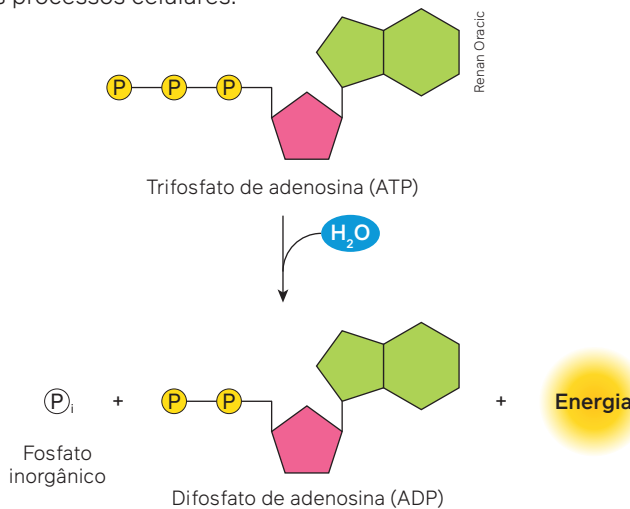 s processos celulares.
Renan Oracic
P P P
Trifosfato de adenosina (ATP)
H₂O
Pi + P P + Energia
Fosfato
inorgânico
Difosfato de adenosina (ADP)